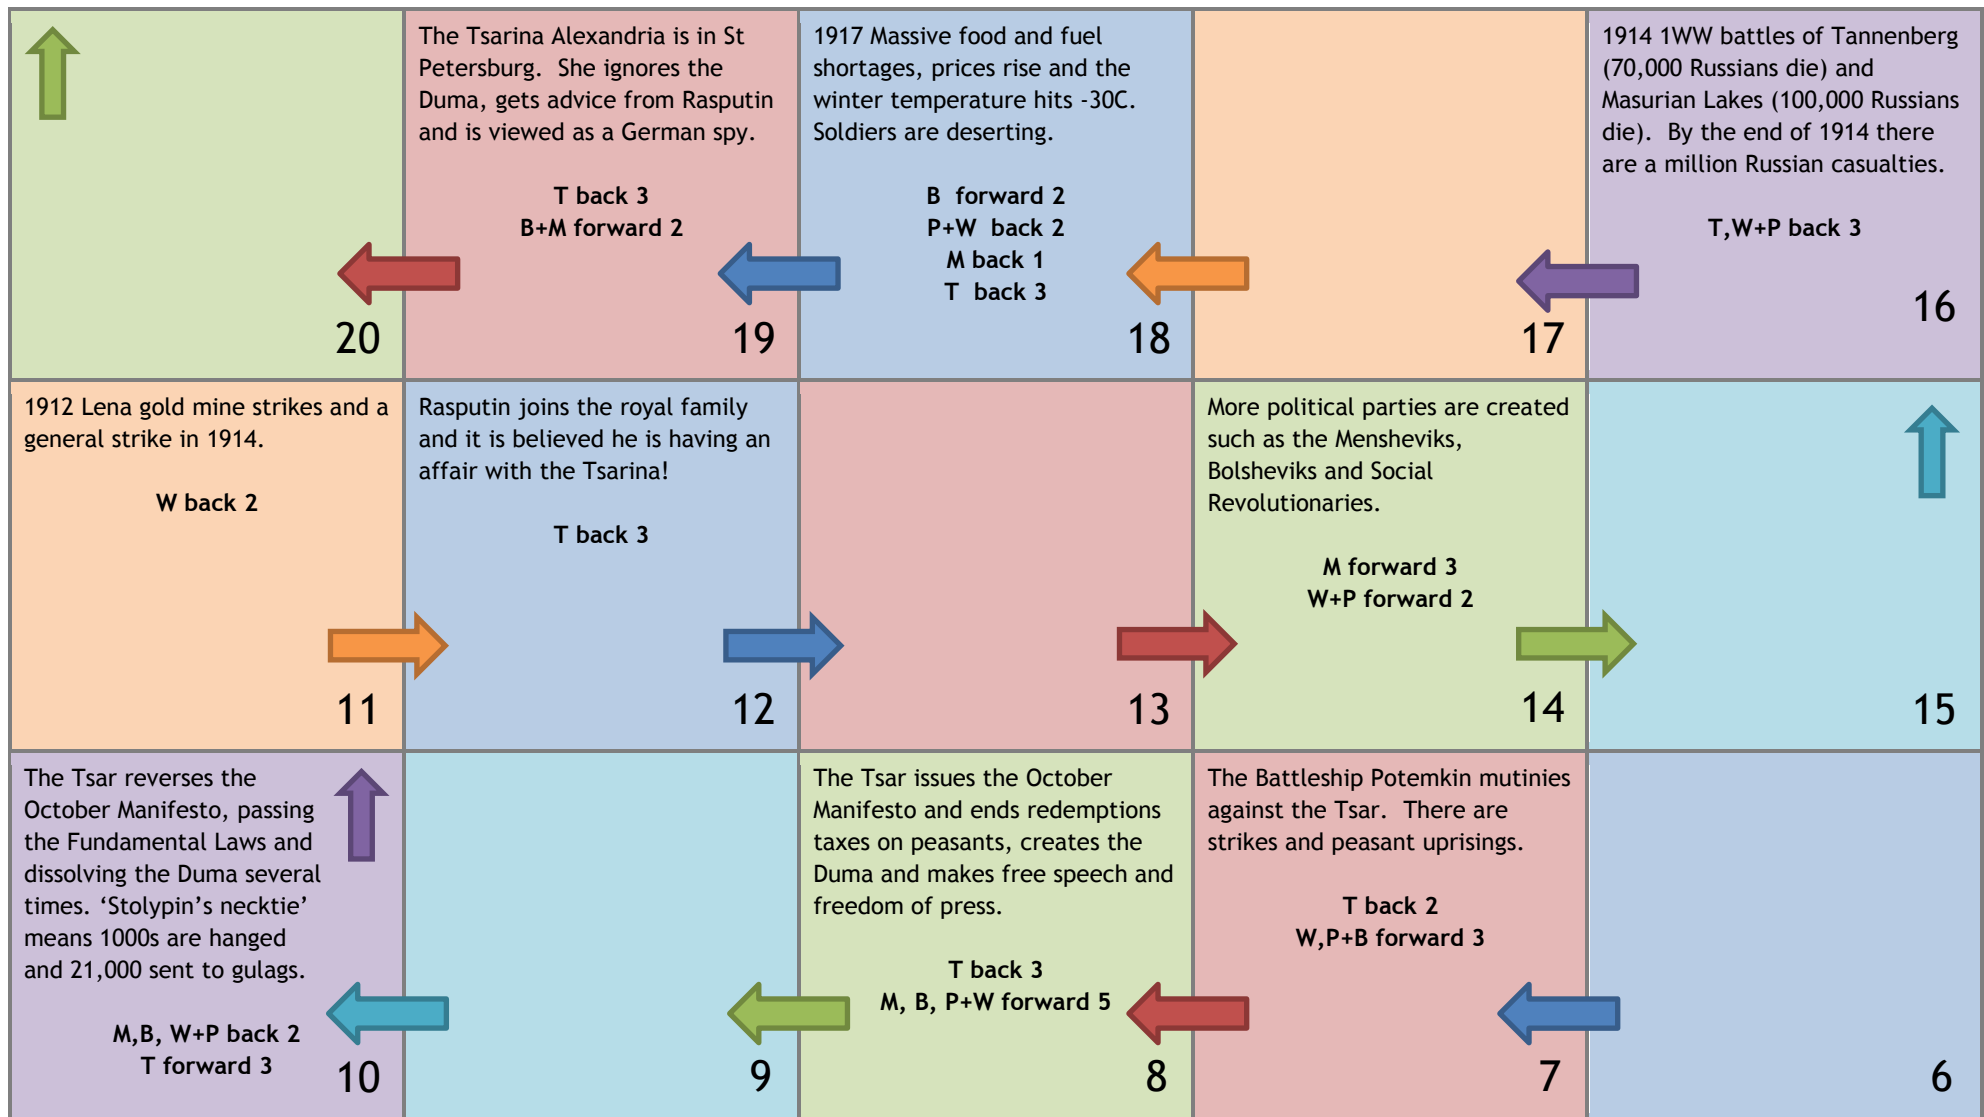 The Tsarina Alexandria is in St
Petersburg. She ignores the
Duma, gets advice from Rasputin
and is viewed as a German spy.
T back 3
B+M forward 2
1917 Massive food and fuel
shortages, prices rise and the
winter temperature hits -30C.
Soldiers are deserting.
B forward 2
P+W back 2
M back 1
T back 3
1914 1WW battles of Tannenberg
(70,000 Russians die) and
Masurian Lakes (100,000 Russians
die). By the end of 1914 there
are a million Russian casualties.
T,W+P back 3
20
19
18
17
16
1912 Lena gold mine strikes and a
general strike in 1914.
W back 2
Rasputin joins the royal family
and it is believed he is having an
affair with the Tsarina!
T back 3
More political parties are created
such as the Mensheviks,
Bolsheviks and Social
Revolutionaries.
M forward 3
W+P forward 2
11
12
13
14
15
The Tsar reverses the
October Manifesto, passing
the Fundamental Laws and
dissolving the Duma several
times. ‘Stolypin’s necktie’
means 1000s are hanged
and 21,000 sent to gulags.
M,B, W+P back 2
T forward 3
The Tsar issues the October
Manifesto and ends redemptions
taxes on peasants, creates the
Duma and makes free speech and
freedom of press.
T back 3
M, B, P+W forward 5
The Battleship Potemkin mutinies
against the Tsar. There are
strikes and peasant uprisings.
T back 2
W,P+B forward 3
10
9
8
7
6